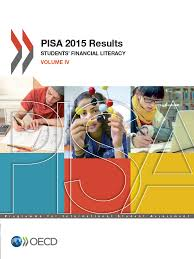 PISA 2015 Results
STUDENTS' FINANCIAL LITERACY
VOLUME IV
PISA
Programme for International Student Assessment
OECD